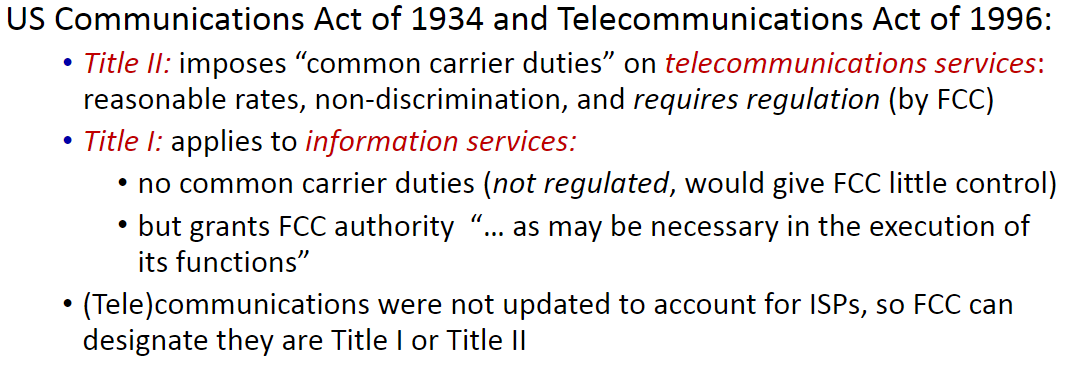 US Communications Act of 1934 and Telecommunications Act of 1996:
• Title II: imposes “common carrier duties” on telecommunications services:
reasonable rates, non-discrimination, and requires regulation (by FCC)
• Title I: applies to information services:
• no common carrier duties (not regulated, would give FCC little control)
• but grants FCC authority “… as may be necessary in the execution of
its functions”
• (Tele)communications were not updated to account for ISPs, so FCC can
designate they are Title I or Title II